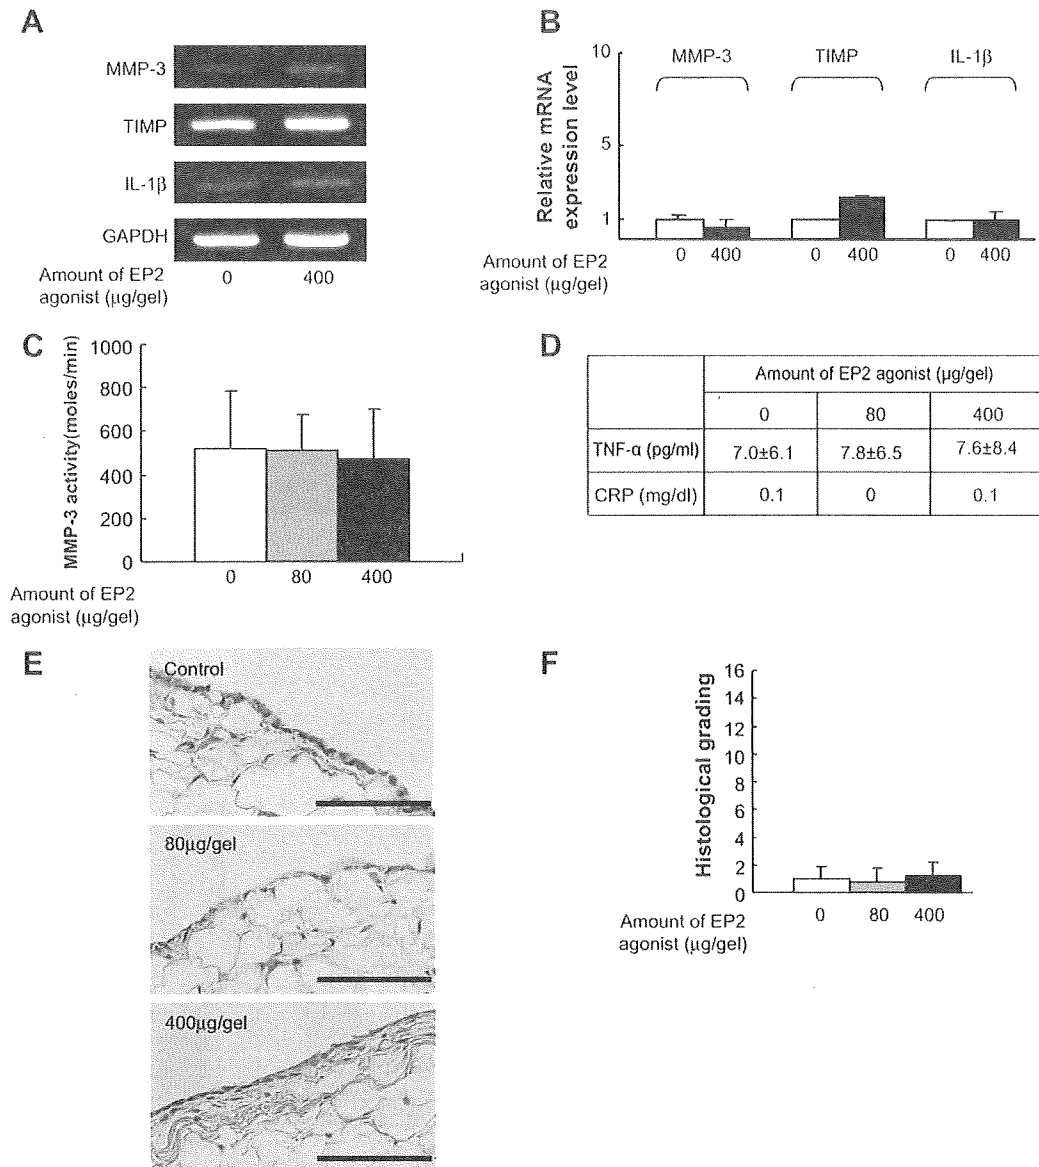 A
MMP-3
TIMP
IL-1β
GAPDH
Amount of EP2
agonist (μg/gel)
0 400
B
Relative mRNA
expression level
10
5
1
MMP-3 TIMP IL-1β
0 400 0 400 0 400
Amount of EP2
agonist (μg/gel)
C
MMP-3 activity(moles/min)
1000
800
600
400
200
0
0 80 400
Amount of EP2
agonist (μg/gel)
D
Amount of EP2 agonist (μg/gel)
0 80 400
TNF-α (pg/ml) 7.0±6.1 7.8±6.5 7.6±8.4
CRP (mg/dl) 0.1 0 0.1
E
Control
80μg/gel
400μg/gel
F
Histological grading
16
14
12
10
8
6
4
2
0
0 80 400
Amount of EP2
agonist (μg/gel)